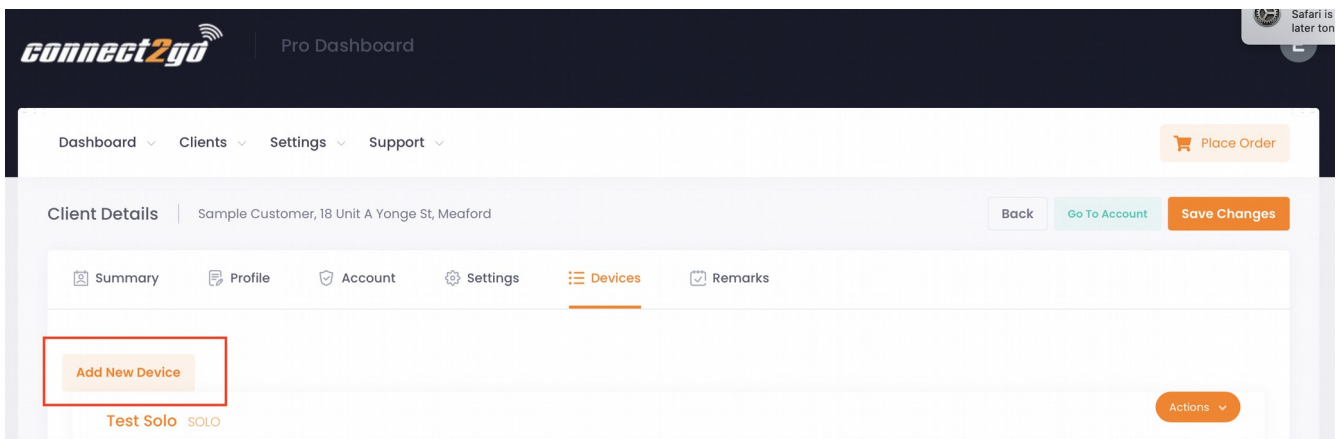 connect2go
Pro Dashboard
Safari is
later ton
Dashboard Clients Settings Support
Place Order
Client Details Sample Customer, 18 Unit A Yonge St, Meaford
Back Go To Account Save Changes
Summary Profile Account Settings Devices Remarks
Add New Device
Test Solo SOLO
Actions